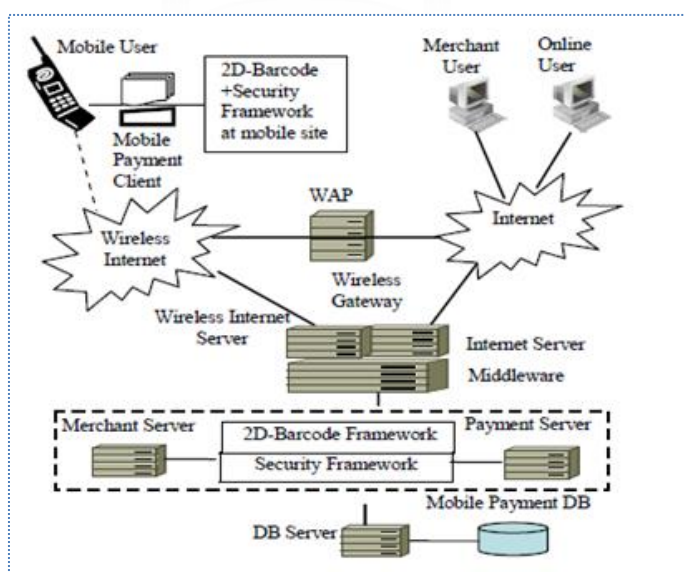 Mobile User
2D-Barcode
+Security
Framework
at mobile site
Mobile
Payment
Client
Merchant
User
Online
User
WAP
Internet
Wireless
Internet
Wireless
Gateway
Wireless Internet
Server
Internet Server
Middleware
Merchant Server
2D-Barcode Framework
Security Framework
Payment Server
Mobile Payment DB
DB Server